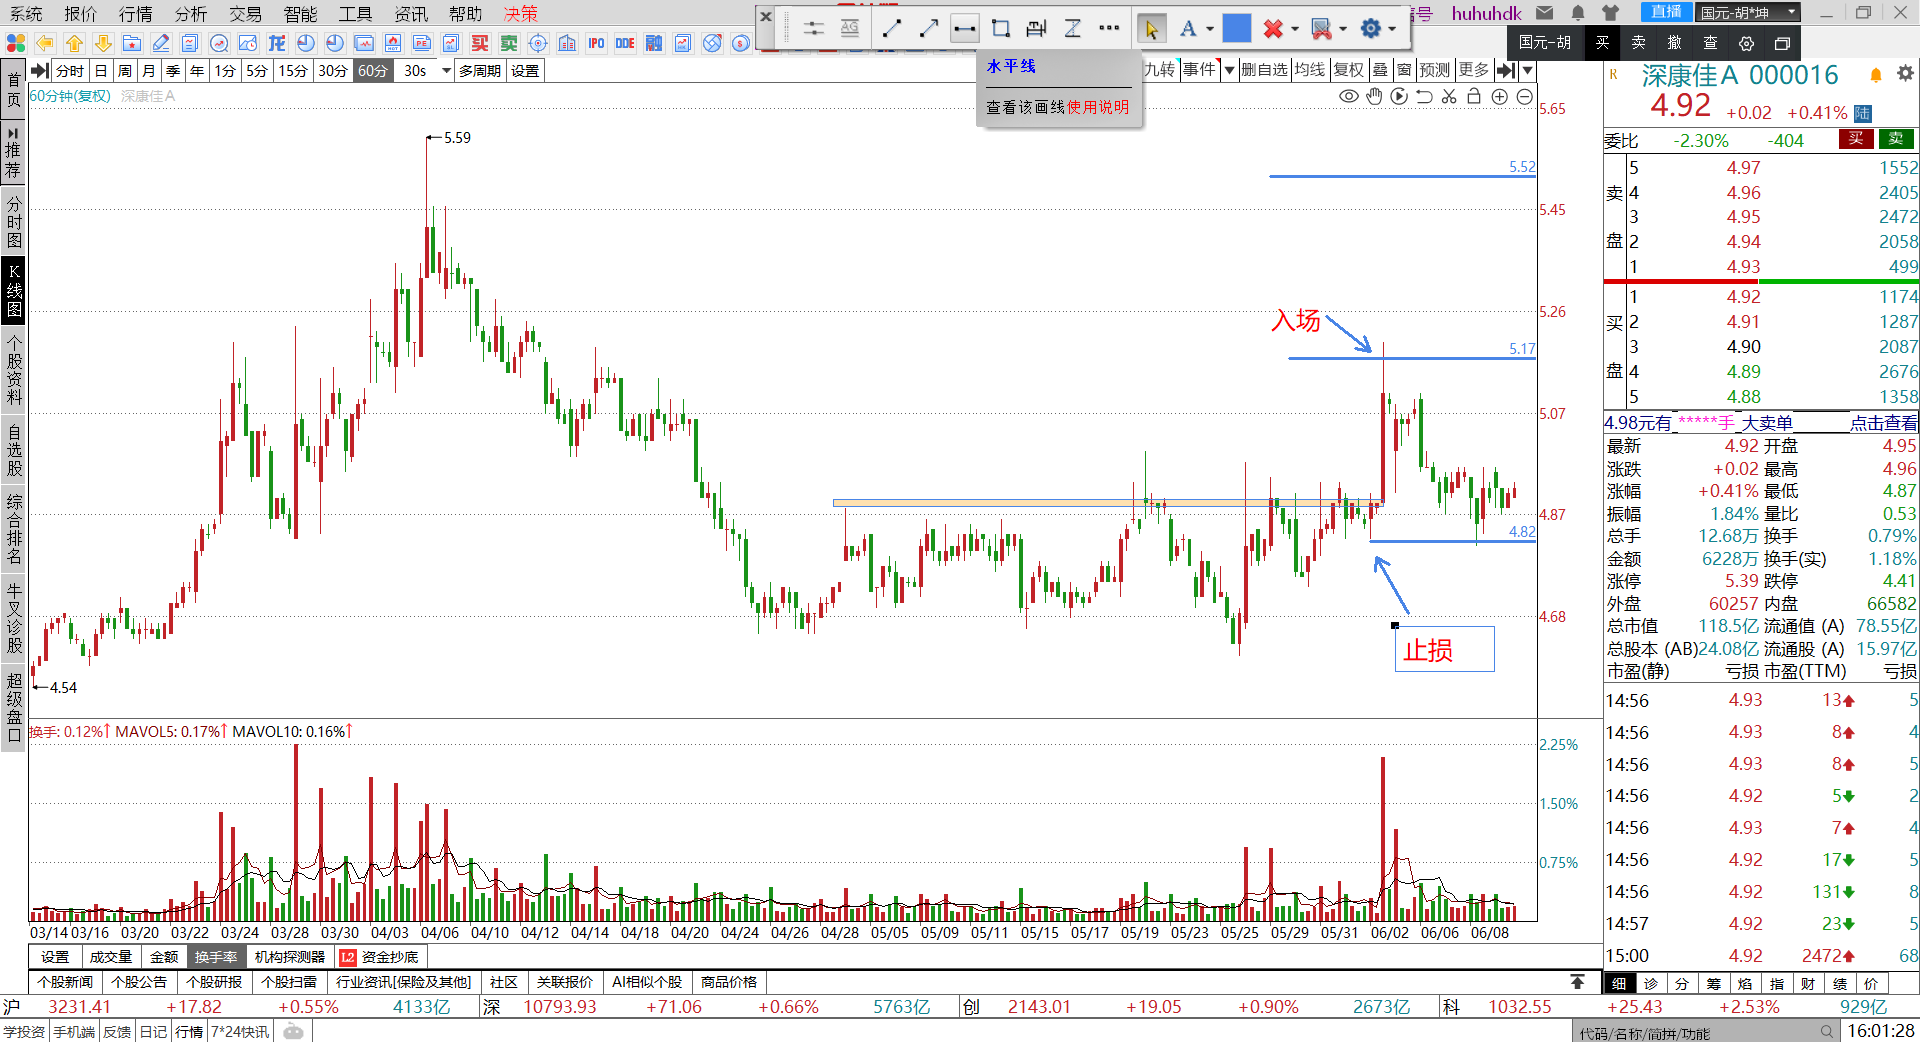 系统 报价 行情 分析 交易 智能 工具 资讯 帮助 决策
huhuhdk 直播 国元-胡*坤
国元-胡 买 卖 撤 查
买 卖 IPO DDE 融
水平线
查看该画线使用说明
分时 日 周 月 季 年 1分 5分 15分 30分 60分 30s 多周期 设置
九转 事件 删自选 均线 复权 叠 窗 预测 更多
首页
推荐
分时图
K线图
个股资料
自选股
综合排名
牛叉诊股
超级盘口
60分钟(复权) 深康佳A
5.59
5.52
入场
5.17
4.82
止损
4.54
5.65
5.45
5.26
5.07
4.87
4.68
换手: 0.12%↑ MAVOL5: 0.17%↑ MAVOL10: 0.16%↑
2.25%
1.50%
0.75%
03/14 03/16 03/20 03/22 03/24 03/28 03/30 04/03 04/06 04/10 04/12 04/14 04/18 04/20 04/24 04/26 04/28 05/05 05/09 05/11 05/15 05/17 05/19 05/23 05/25 05/29 05/31 06/02 06/06 06/08
设置 成交量 金额 换手率 机构探测器 L2 资金抄底
个股新闻 个股公告 个股研报 个股扫雷 行业资讯[保险及其他] 社区 关联报价 AI相似个股 商品价格
R 深康佳A 000016
4.92 +0.02 +0.41% 陆
委比 -2.30% -404 买 卖
卖盘
5 4.97 1552
4 4.96 2405
3 4.95 2472
2 4.94 2058
1 4.93 499
买盘
1 4.92 1174
2 4.91 1287
3 4.90 2087
4 4.89 2676
5 4.88 1358
4.98元有 *****手 大卖单 点击查看
最新 4.92 开盘 4.95
涨跌 +0.02 最高 4.96
涨幅 +0.41% 最低 4.87
振幅 1.84% 量比 0.53
总手 12.68万 换手 0.79%
金额 6228万 换手(实) 1.18%
涨停 5.39 跌停 4.41
外盘 60257 内盘 66582
总市值 118.5亿 流通值 (A) 78.55亿
总股本 (AB) 24.08亿 流通股 (A) 15.97亿
市盈(静) 亏损 市盈(TTM) 亏损
14:56 4.93 13 5
14:56 4.93 8 4
14:56 4.93 8 5
14:56 4.92 5 2
14:56 4.93 7 4
14:56 4.92 17 5
14:56 4.92 131 8
14:57 4.92 23 5
15:00 4.92 2472 68
细 诊 分 筹 焰 指 财 绩 价
沪 3231.41 +17.82 +0.55% 4133亿 深 10793.93 +71.06 +0.66% 5763亿 创 2143.01 +19.05 +0.90% 2673亿 科 1032.55 +25.43 +2.53% 929亿
学投资 手机端 反馈 日记 行情 7*24快讯 代码/名称/简拼/功能 16:01:28